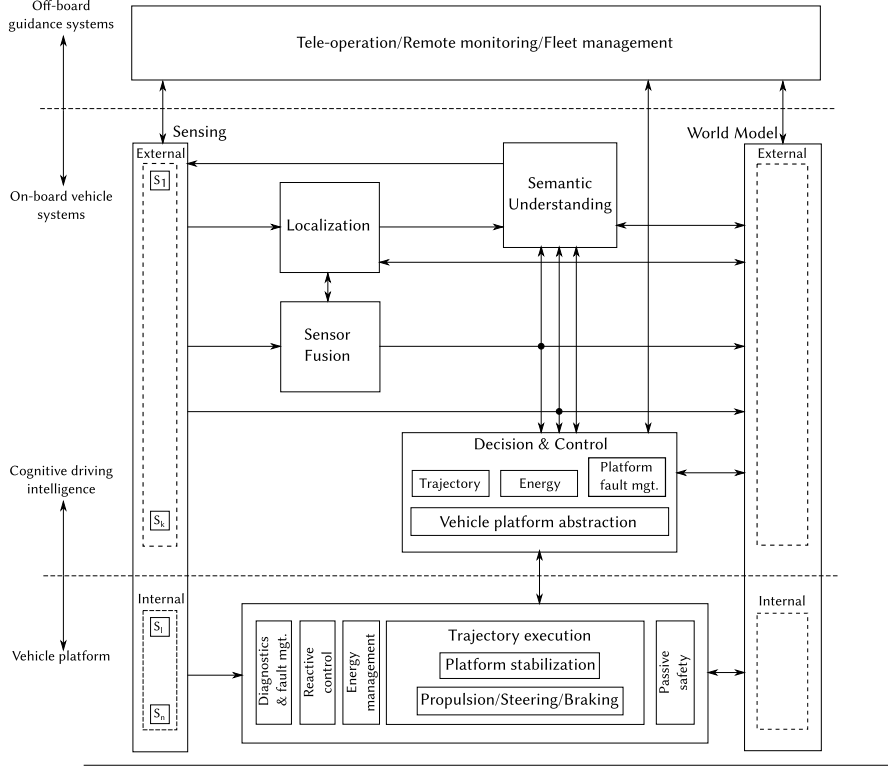 Off-board
guidance systems
Tele-operation/Remote monitoring/Fleet management
Sensing
World Model
External
External
S1
On-board vehicle
systems
Semantic
Understanding
Localization
Sensor
Fusion
Decision & Control
Cognitive driving
intelligence
Trajectory
Energy
Platform
fault mgt.
Vehicle platform abstraction
Sk
Internal
Internal
Sl
Sn
Vehicle platform
Diagnostics
& fault mgt.
Reactive
control
Energy
management
Trajectory execution
Platform stabilization
Propulsion/Steering/Braking
Passive
safety